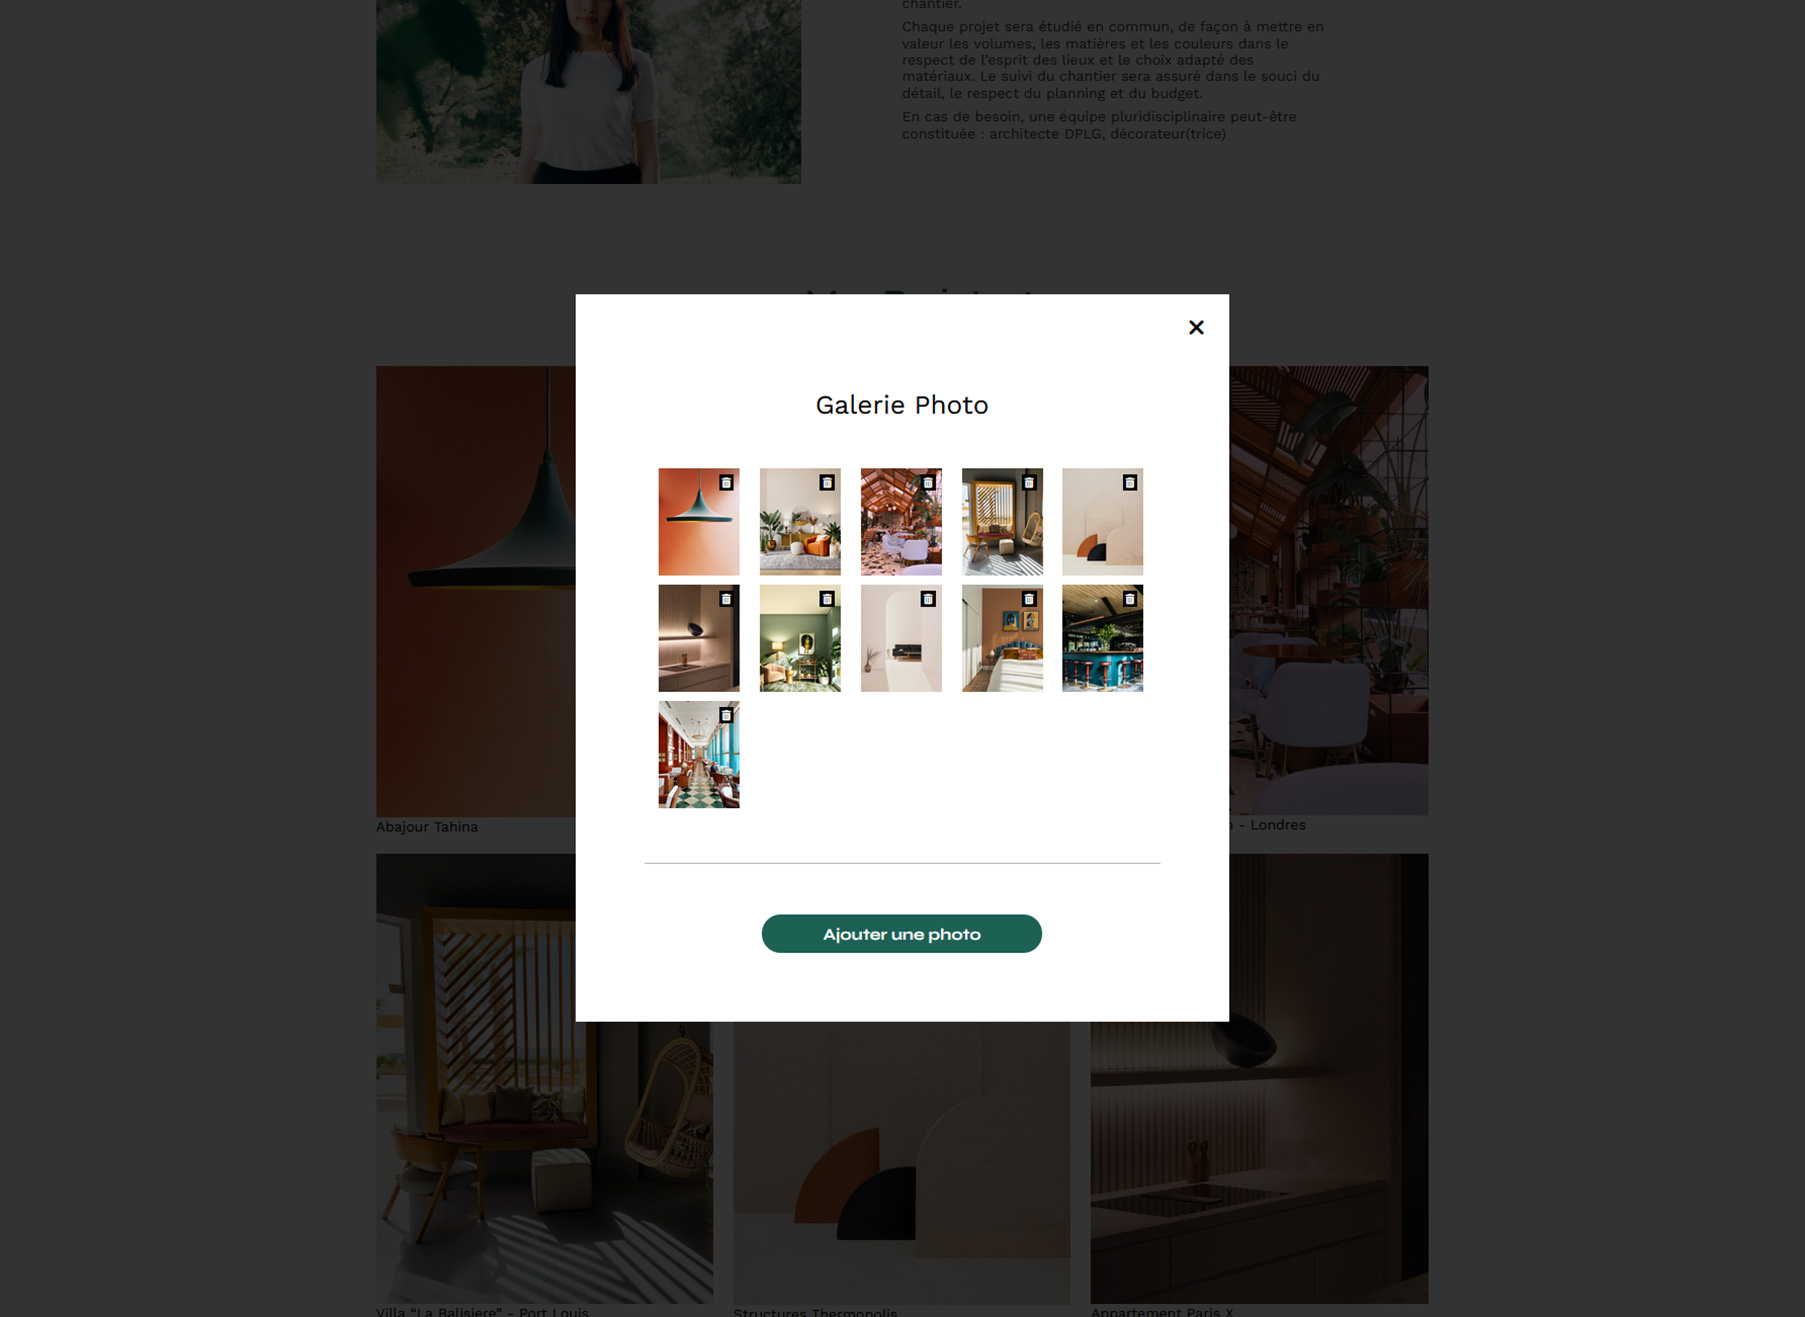 chantier.
Chaque projet sera étudié en commun, de façon à mettre en
valeur les volumes, les matières et les couleurs dans le
respect de l'esprit des lieux et le choix adapté des
matériaux. Le suivi du chantier sera assuré dans le souci du
détail, le respect du planning et du budget.
En cas de besoin, une équipe pluridisciplinaire peut-être
constituée : architecte DPLG, décorateur(trice)
Galerie Photo
Abajour Tahina
- Londres
Ajouter une photo
Villa “La Balisiere” - Port Louis
Structures Thermopolis
Appartement Paris X